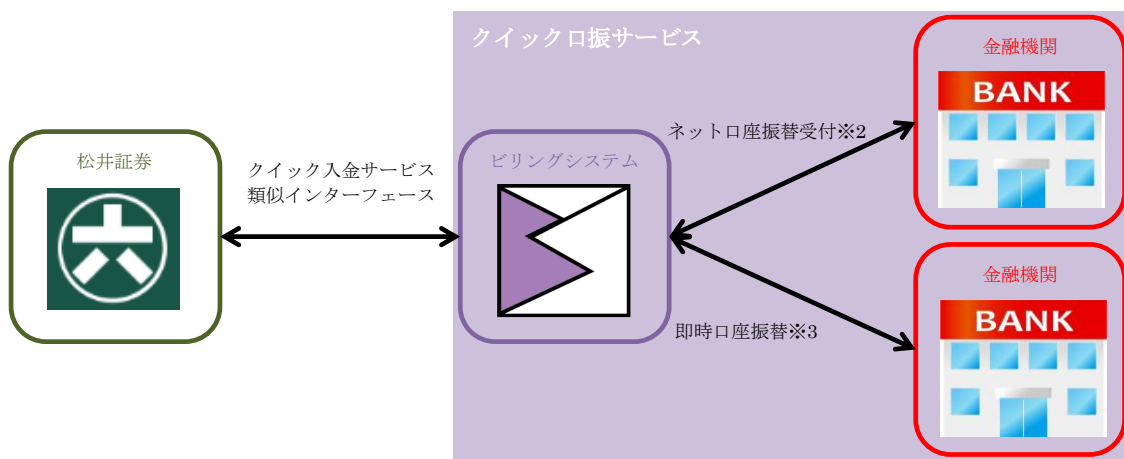 クイック口振サービス
金融機関
BANK
ネット口座振替受付※2
松井証券
クイック入金サービス
類似インターフェース
ビリングシステム
金融機関
BANK
即時口座振替※3